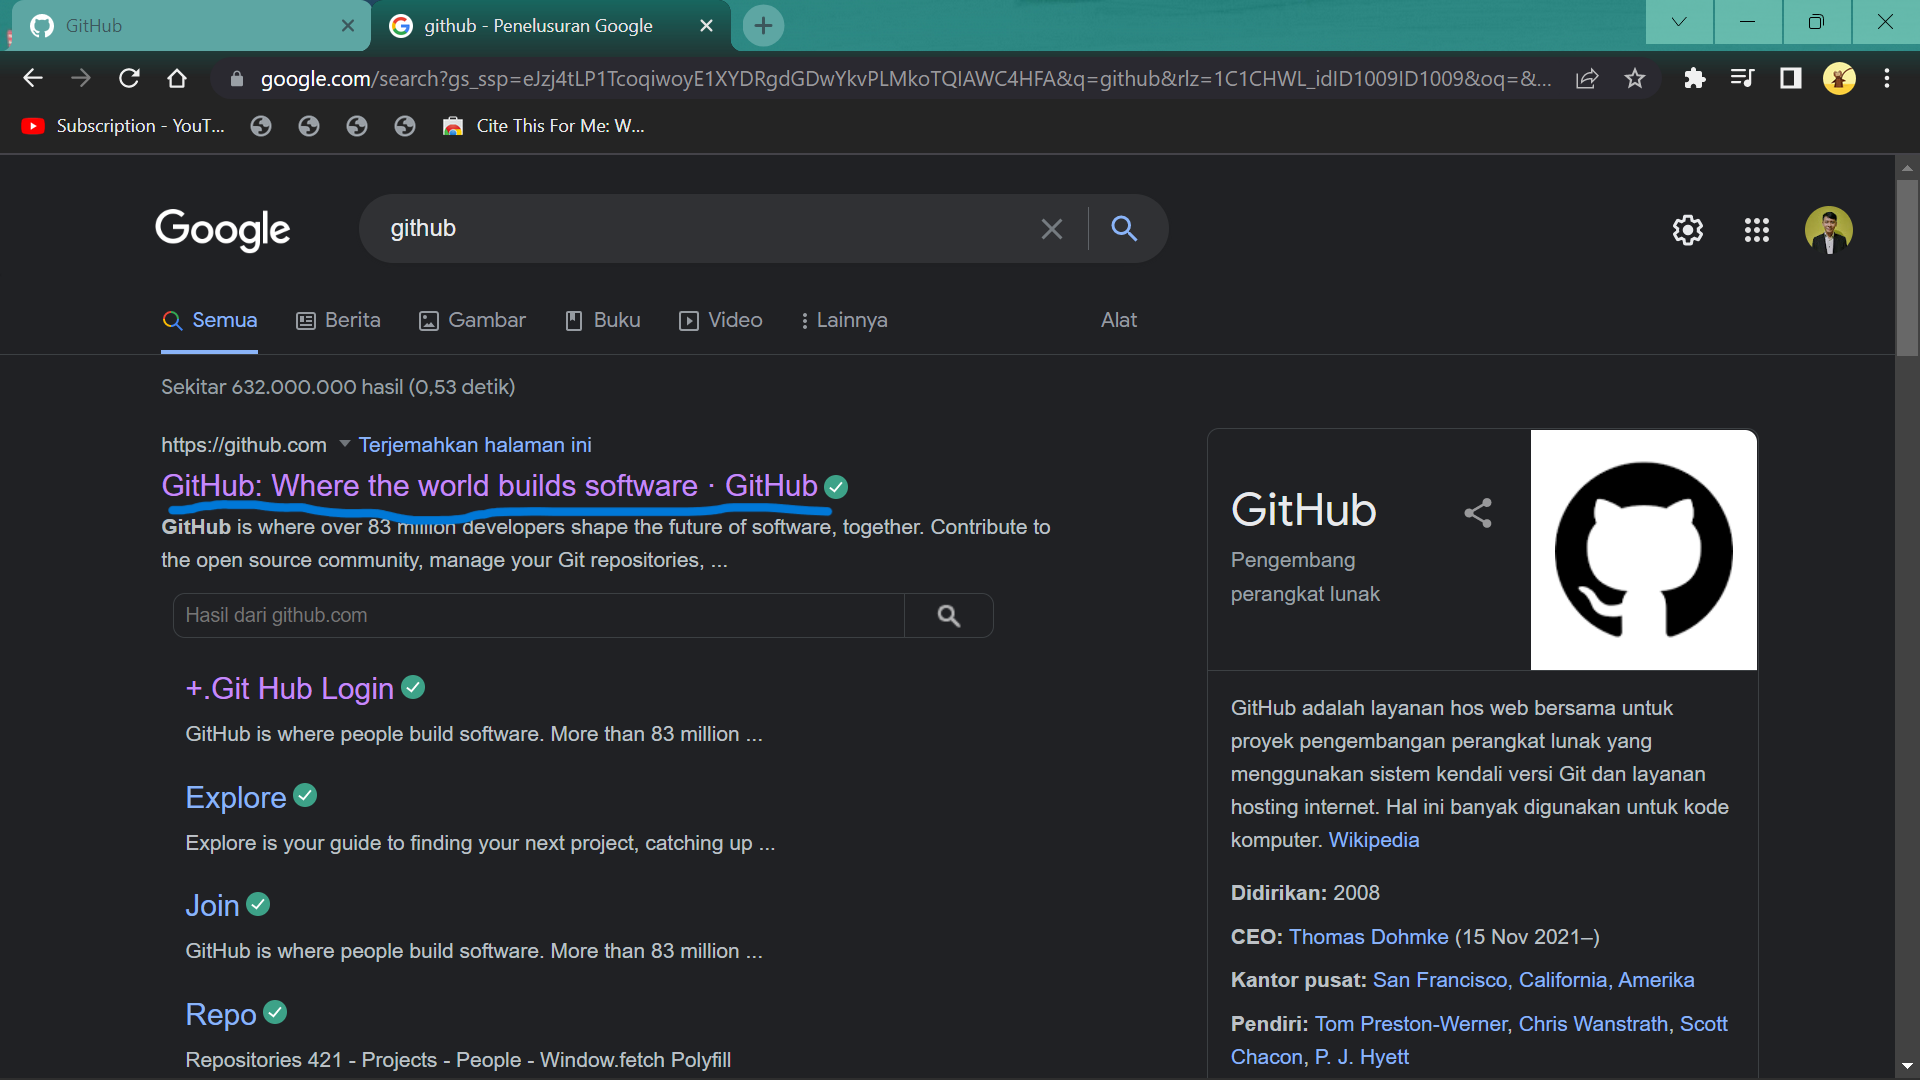 GitHub
github - Penelusuran Google
google.com/search?gs_ssp=eJzj4tLP1TcoqiwoyE1XYDRgdGDwYkvPLMkoTQIAWC4HFA&q=github&rlz=1C1CHWL_idID1009ID1009&oq=&...
Subscription - YouT...
Cite This For Me: W...
Google
github
Semua
Berita
Gambar
Buku
Video
Lainnya
Alat
Sekitar 632.000.000 hasil (0,53 detik)
https://github.com
Terjemahkan halaman ini
GitHub: Where the world builds software · GitHub
GitHub is where over 83 million developers shape the future of software, together. Contribute to
the open source community, manage your Git repositories, ...
Hasil dari github.com
+.Git Hub Login
GitHub is where people build software. More than 83 million ...
Explore
Explore is your guide to finding your next project, catching up ...
Join
GitHub is where people build software. More than 83 million ...
Repo
Repositories 421 - Projects - People - Window.fetch Polyfill
GitHub
Pengembang
perangkat lunak
GitHub adalah layanan hos web bersama untuk
proyek pengembangan perangkat lunak yang
menggunakan sistem kendali versi Git dan layanan
hosting internet. Hal ini banyak digunakan untuk kode
komputer. Wikipedia
Didirikan: 2008
CEO: Thomas Dohmke (15 Nov 2021–)
Kantor pusat: San Francisco, California, Amerika
Pendiri: Tom Preston-Werner, Chris Wanstrath, Scott
Chacon, P. J. Hyett